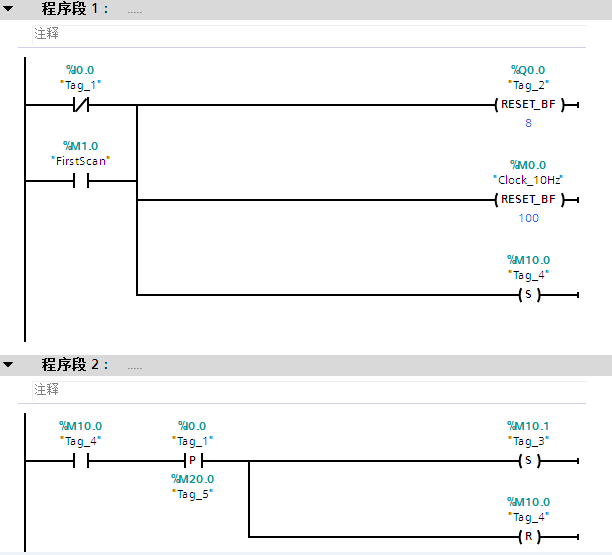 程序段 1： .....
注释
%I0.0
"Tag_1"
%Q0.0
"Tag_2"
RESET_BF
8
%M1.0
"FirstScan"
%M0.0
"Clock_10Hz"
RESET_BF
100
%M10.0
"Tag_4"
S
程序段 2： .....
注释
%M10.0
"Tag_4"
%I0.0
"Tag_1"
P
%M20.0
"Tag_5"
%M10.1
"Tag_3"
S
%M10.0
"Tag_4"
R